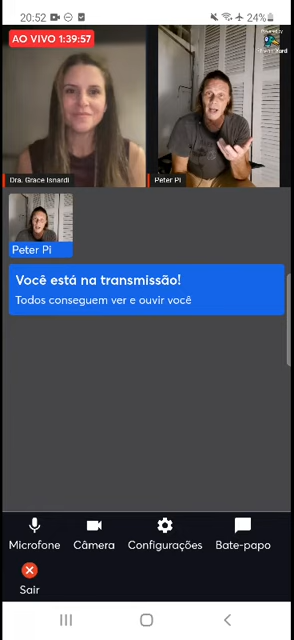 20:52
24%
AO VIVO 1:39:57
Dra. Grace Isnardi
Peter Pi
Peter Pi
Você está na transmissão!
Todos conseguem ver e ouvir você
Microfone
Câmera
Configurações
Bate-papo
Sair